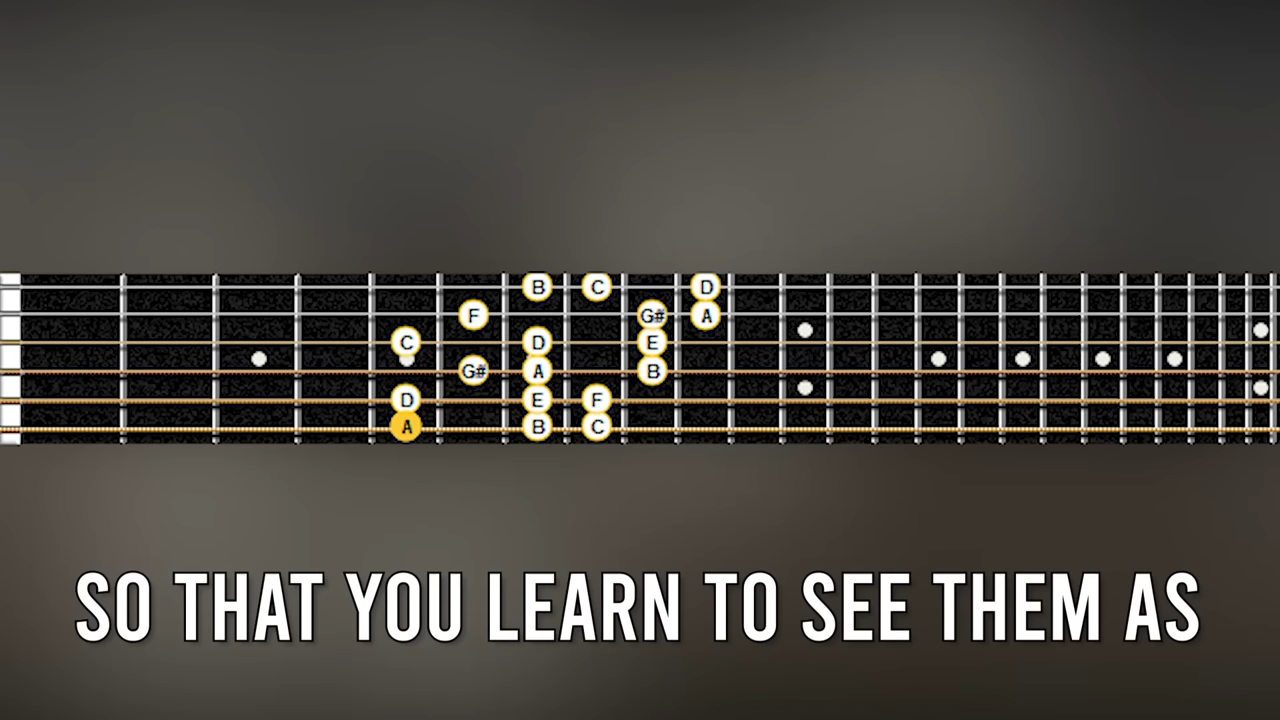 B C D
F G# A
C D E
G# A B
D E F
A B C
SO THAT YOU LEARN TO SEE THEM AS